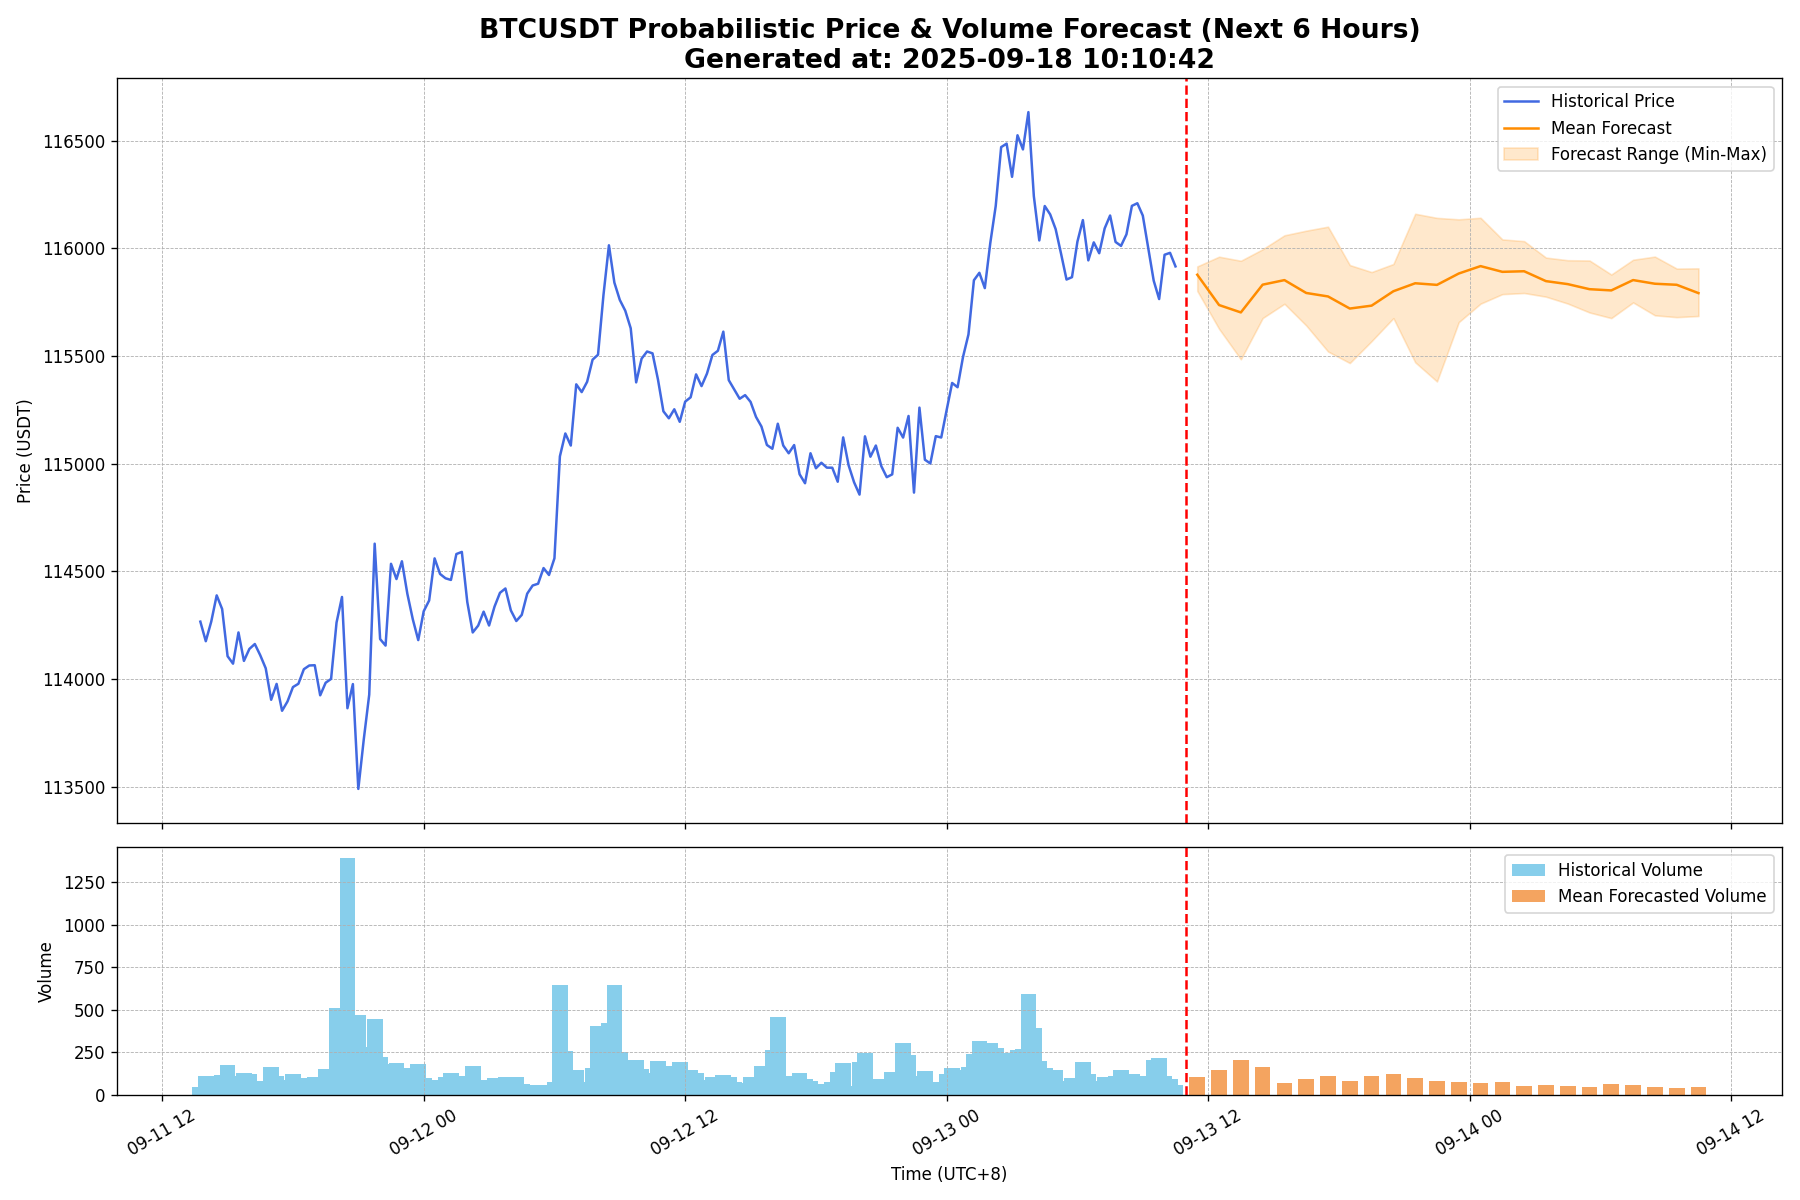 BTCUSDT Probabilistic Price & Volume Forecast (Next 6 Hours)
Generated at: 2025-09-18 10:10:42
Historical Price
Mean Forecast
Forecast Range (Min-Max)
Price (USDT)
116500
116000
115500
115000
114500
114000
113500
Historical Volume
Mean Forecasted Volume
Volume
1250
1000
750
500
250
0
09-11 12
09-12 00
09-12 12
09-13 00
09-13 12
09-14 00
09-14 12
Time (UTC+8)